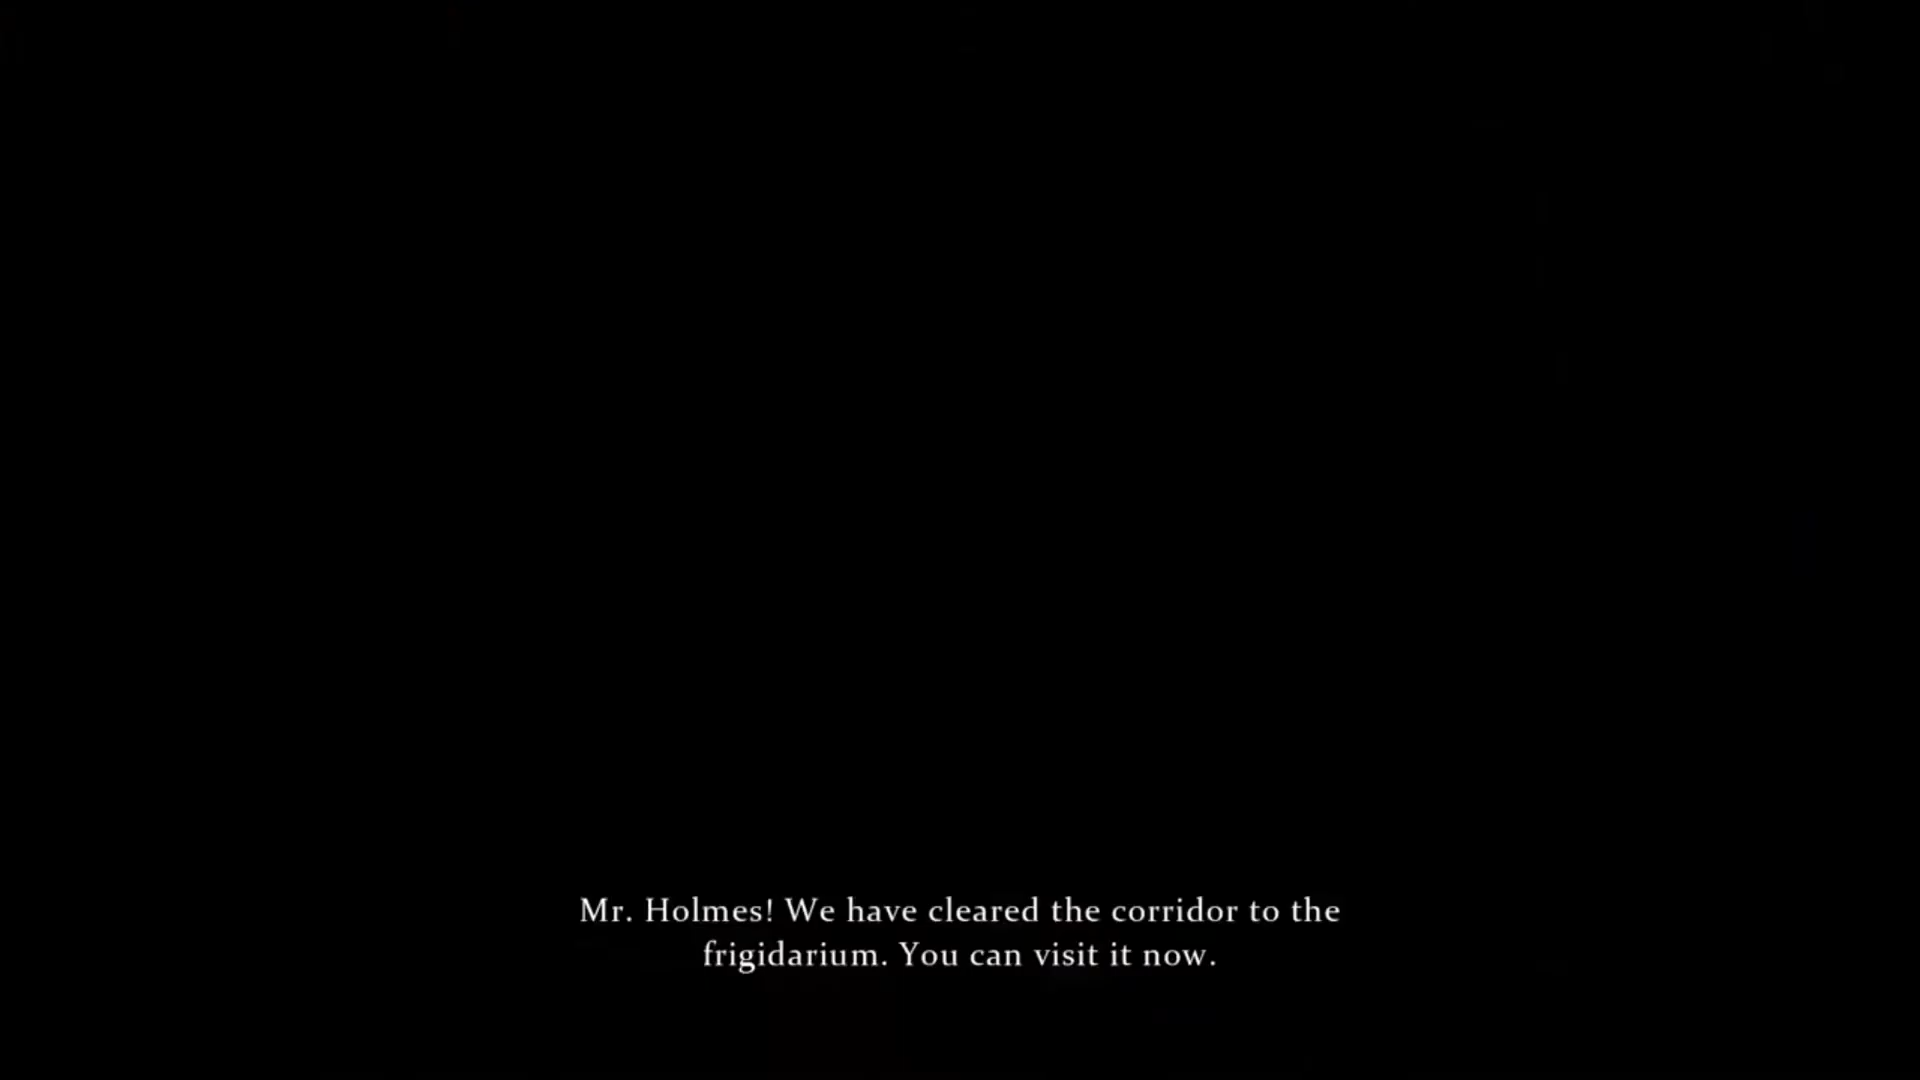 Mr. Holmes! We have cleared the corridor to the
frigidarium. You can visit it now.